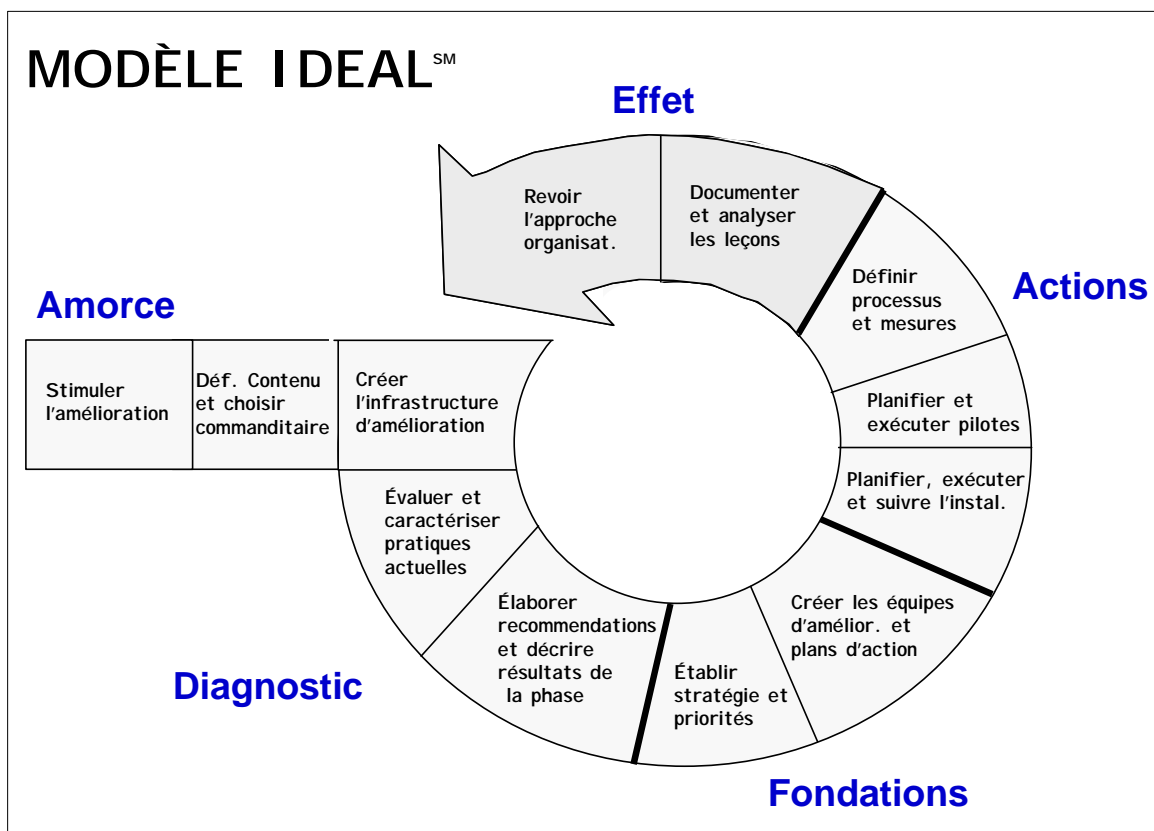 MODÈLE IDEAL℠
Effet
Revoir
l'approche
organisat.
Documenter
et analyser
les leçons
Définir
processus
et mesures
Actions
Amorce
Stimuler
l'amélioration
Déf. Contenu
et choisir
commanditaire
Créer
l'infrastructure
d'amélioration
Planifier et
exécuter pilotes
Planifier, exécuter
et suivre l'instal.
Évaluer et
caractériser
pratiques
actuelles
Élaborer
recommendations
et décrire
résultats de
la phase
Créer les équipes
d'amélior. et
plans d'action
Établir
stratégie et
priorités
Diagnostic
Fondations